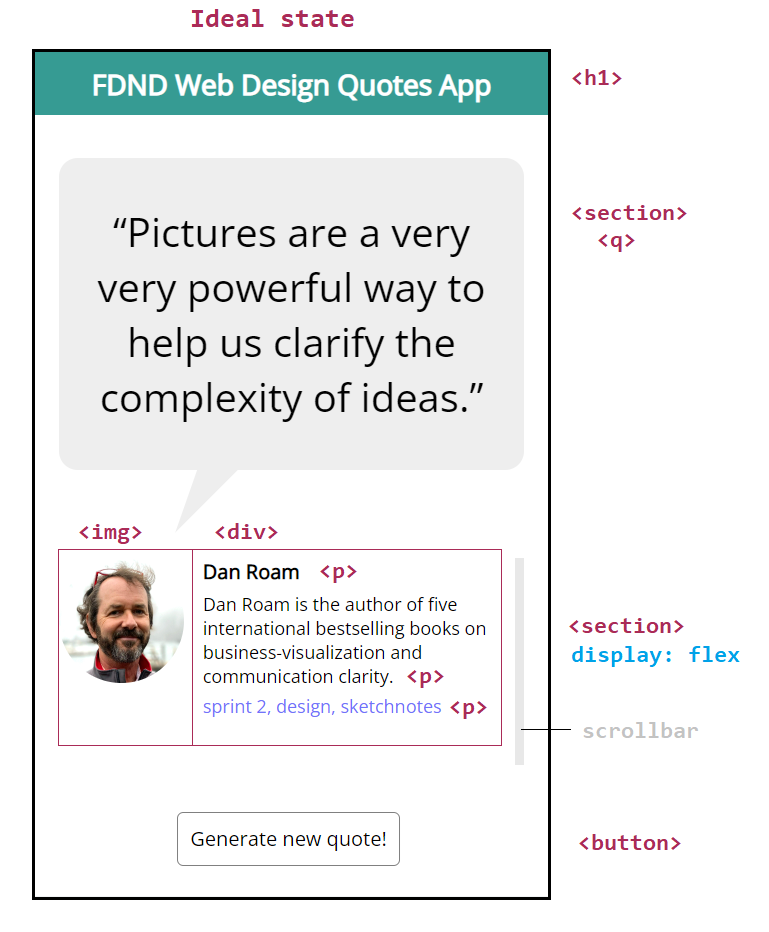 Ideal state
FDND Web Design Quotes App
<h1>
<section>
<q>
“Pictures are a very
very powerful way to
help us clarify the
complexity of ideas.”
<img>
<div>
Dan Roam <p>
Dan Roam is the author of five
international bestselling books on
business-visualization and
communication clarity. <p>
sprint 2, design, sketchnotes <p>
<section>
display: flex
scrollbar
Generate new quote!
<button>